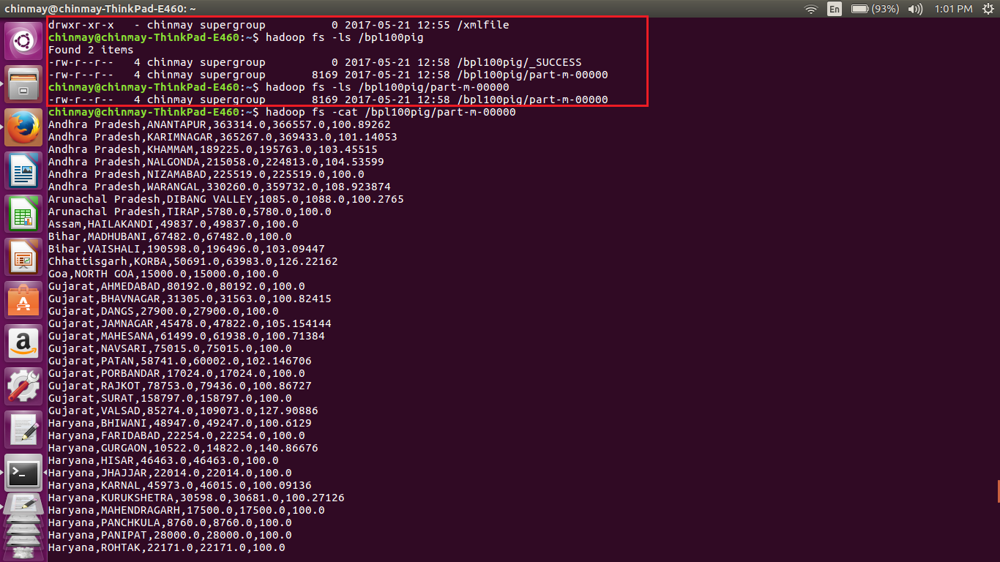 chinmay@chinmay-ThinkPad-E460: ~ En (93%) 1:01 PM
drwxr-xr-x   - chinmay supergroup          0 2017-05-21 12:55 /xmlfile
chinmay@chinmay-ThinkPad-E460:~$ hadoop fs -ls /bpl100pig
Found 2 items
-rw-r--r--   4 chinmay supergroup          0 2017-05-21 12:58 /bpl100pig/_SUCCESS
-rw-r--r--   4 chinmay supergroup       8169 2017-05-21 12:58 /bpl100pig/part-m-00000
chinmay@chinmay-ThinkPad-E460:~$ hadoop fs -ls /bpl100pig/part-m-00000
-rw-r--r--   4 chinmay supergroup       8169 2017-05-21 12:58 /bpl100pig/part-m-00000
chinmay@chinmay-ThinkPad-E460:~$ hadoop fs -cat /bpl100pig/part-m-00000
Andhra Pradesh,ANANTAPUR,363314.0,366557.0,100.89262
Andhra Pradesh,KARIMNAGAR,365267.0,369433.0,101.14053
Andhra Pradesh,KHAMMAM,189225.0,195763.0,103.45515
Andhra Pradesh,NALGONDA,215058.0,224813.0,104.53599
Andhra Pradesh,NIZAMABAD,225519.0,225519.0,100.0
Andhra Pradesh,WARANGAL,330260.0,359732.0,108.923874
Arunachal Pradesh,DIBANG VALLEY,1085.0,1088.0,100.2765
Arunachal Pradesh,TIRAP,5780.0,5780.0,100.0
Assam,HAILAKANDI,49837.0,49837.0,100.0
Bihar,MADHUBANI,67482.0,67482.0,100.0
Bihar,VAISHALI,190598.0,196496.0,103.09447
Chhattisgarh,KORBA,50691.0,63983.0,126.22162
Goa,NORTH GOA,15000.0,15000.0,100.0
Gujarat,AHMEDABAD,80192.0,80192.0,100.0
Gujarat,BHAVNAGAR,31305.0,31563.0,100.82415
Gujarat,DANGS,27900.0,27900.0,100.0
Gujarat,JAMNAGAR,45478.0,47822.0,105.154144
Gujarat,MAHESANA,61499.0,61938.0,100.71384
Gujarat,NAVSARI,75015.0,75015.0,100.0
Gujarat,PATAN,58741.0,60002.0,102.146706
Gujarat,PORBANDAR,17024.0,17024.0,100.0
Gujarat,RAJKOT,78753.0,79436.0,100.86727
Gujarat,SURAT,158797.0,158797.0,100.0
Gujarat,VALSAD,85274.0,109073.0,127.90886
Haryana,BHIWANI,48947.0,49247.0,100.6129
Haryana,FARIDABAD,22254.0,22254.0,100.0
Haryana,GURGAON,10522.0,14822.0,140.86676
Haryana,HISAR,46463.0,46463.0,100.0
Haryana,JHAJJAR,22014.0,22014.0,100.0
Haryana,KARNAL,45973.0,46015.0,100.09136
Haryana,KURUKSHETRA,30598.0,30681.0,100.27126
Haryana,MAHENDRAGARH,17500.0,17500.0,100.0
Haryana,PANCHKULA,8760.0,8760.0,100.0
Haryana,PANIPAT,28000.0,28000.0,100.0
Haryana,ROHTAK,22171.0,22171.0,100.0